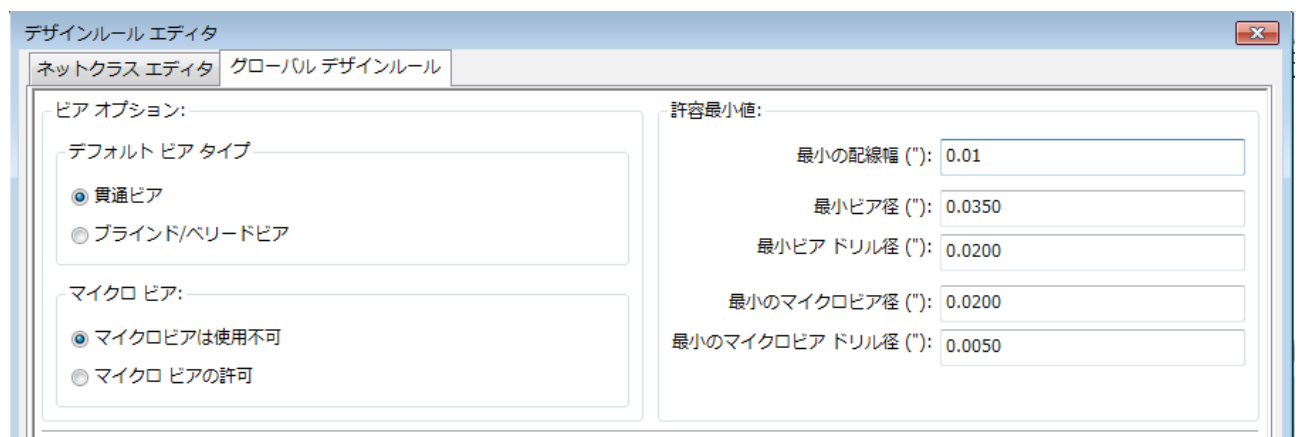 デザインルール エディタ
ネットクラス エディタ グローバル デザインルール
ビア オプション:
デフォルト ビア タイプ
貫通ビア
ブラインド/ベリードビア
マイクロ ビア:
マイクロビアは使用不可
マイクロ ビアの許可
許容最小値:
最小の配線幅 ("): 0.01
最小ビア径 ("): 0.0350
最小ビア ドリル径 ("): 0.0200
最小のマイクロビア径 ("): 0.0200
最小のマイクロビア ドリル径 ("): 0.0050